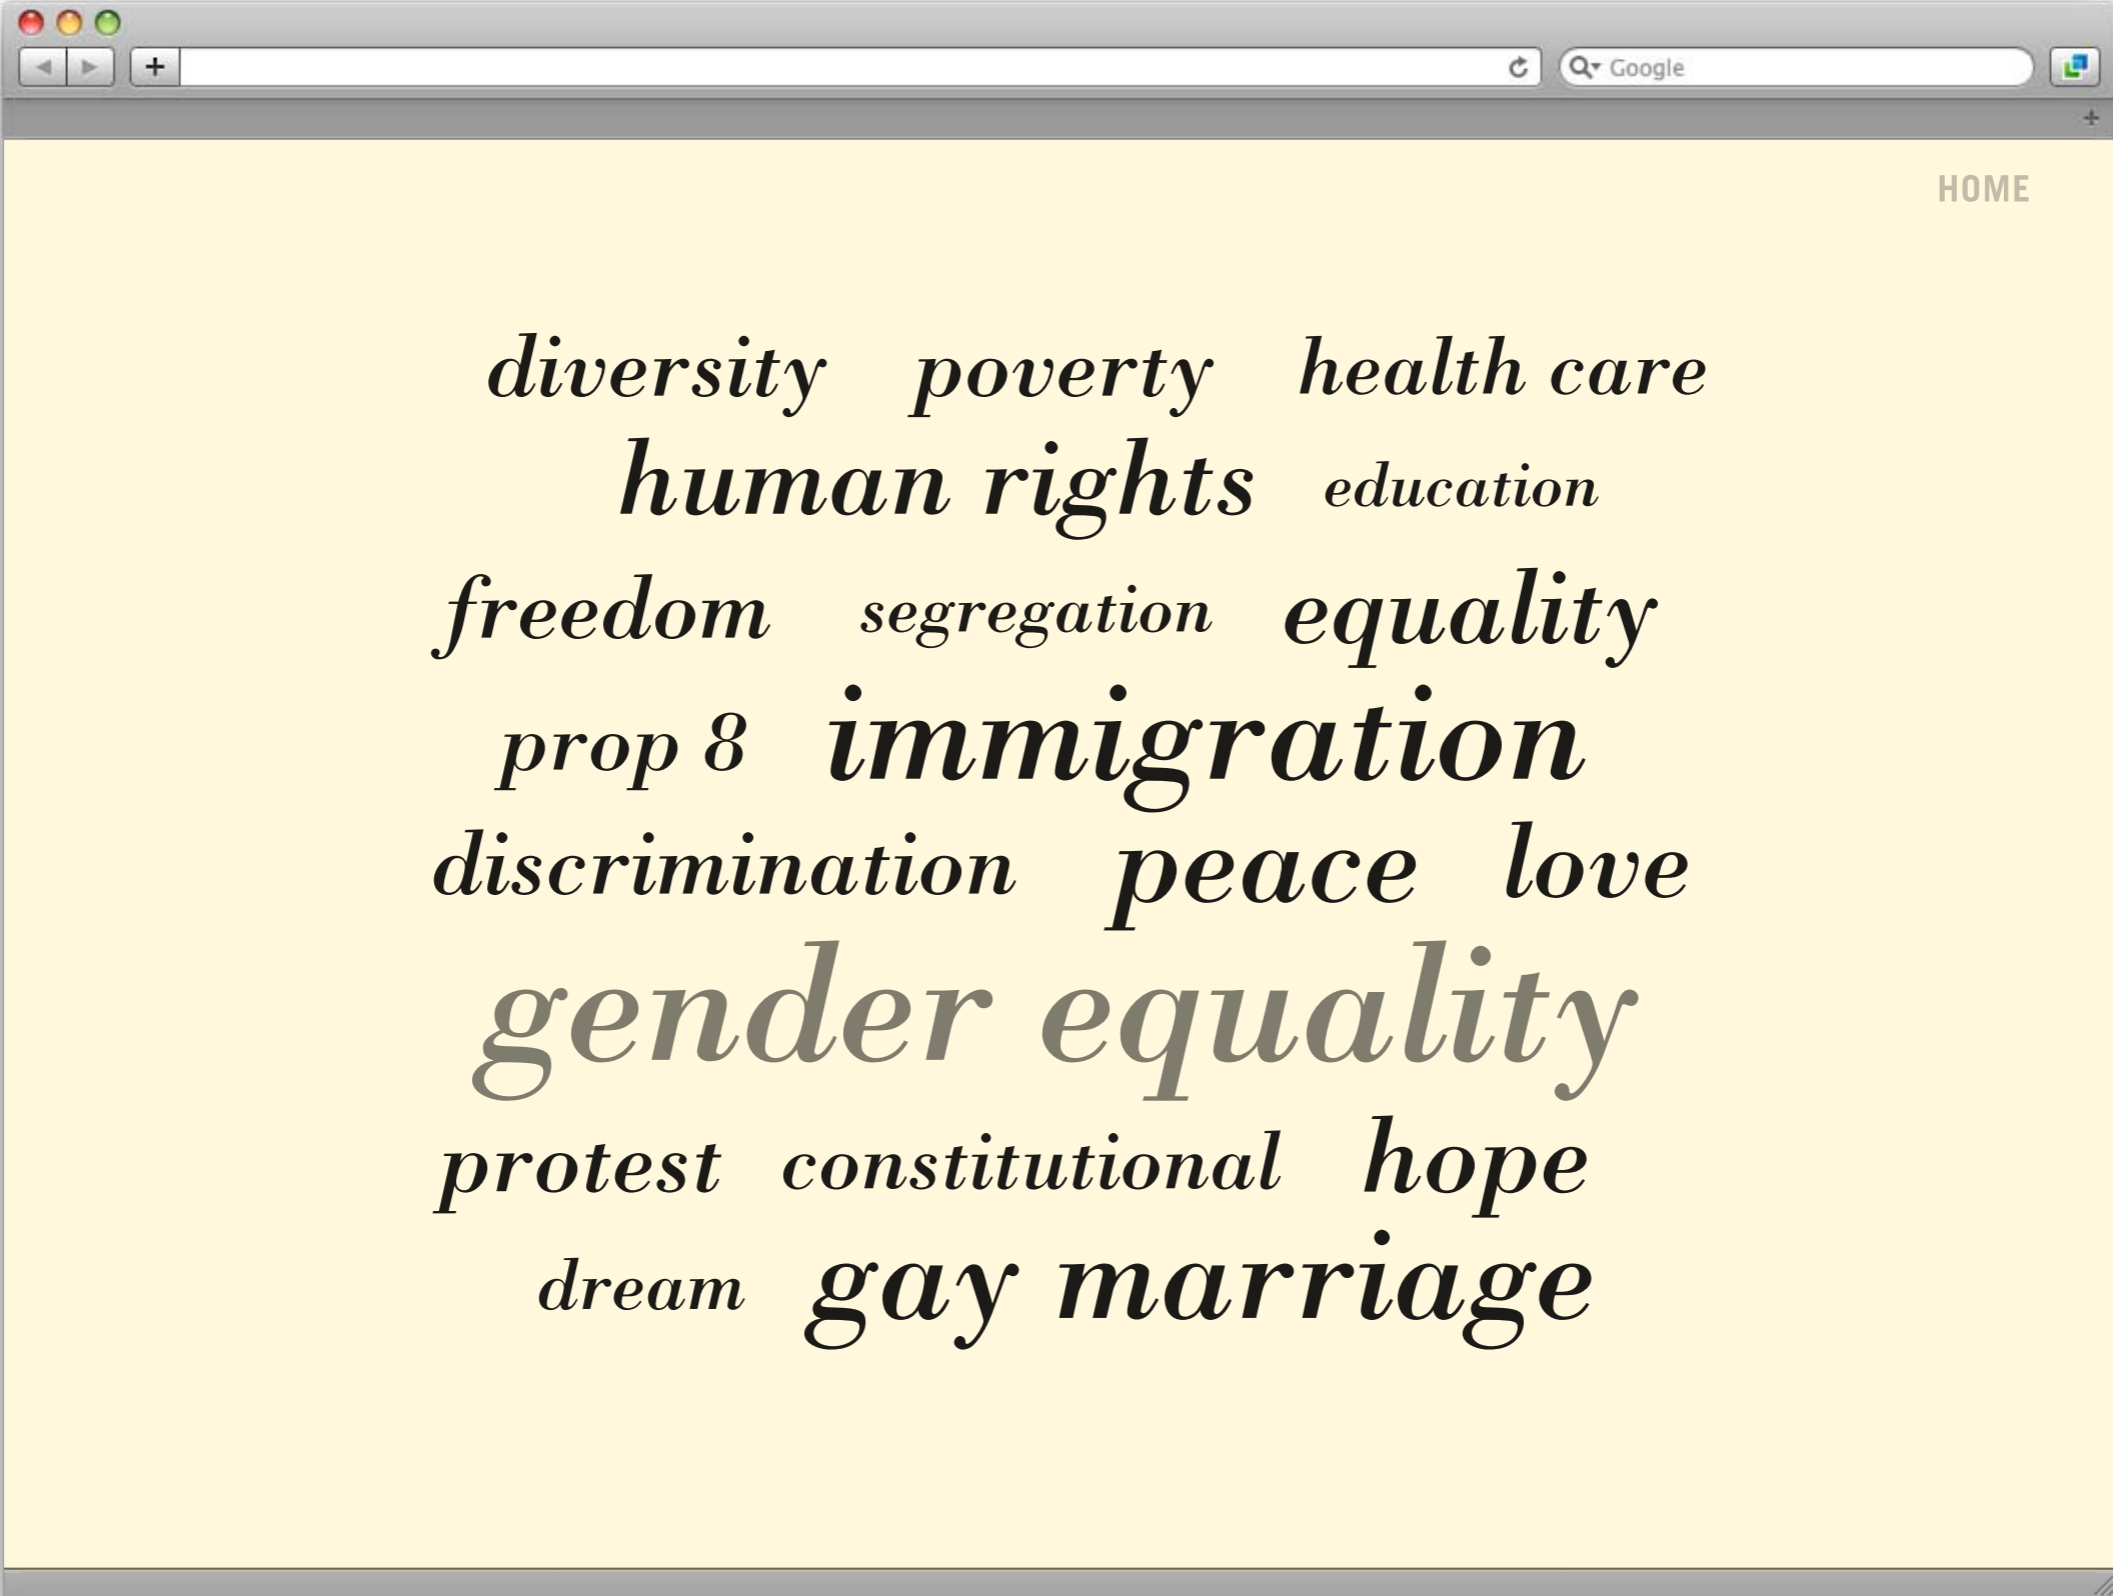 Google
HOME
diversity poverty health care
human rights education
freedom segregation equality
prop 8 immigration
discrimination peace love
gender equality
protest constitutional hope
dream gay marriage